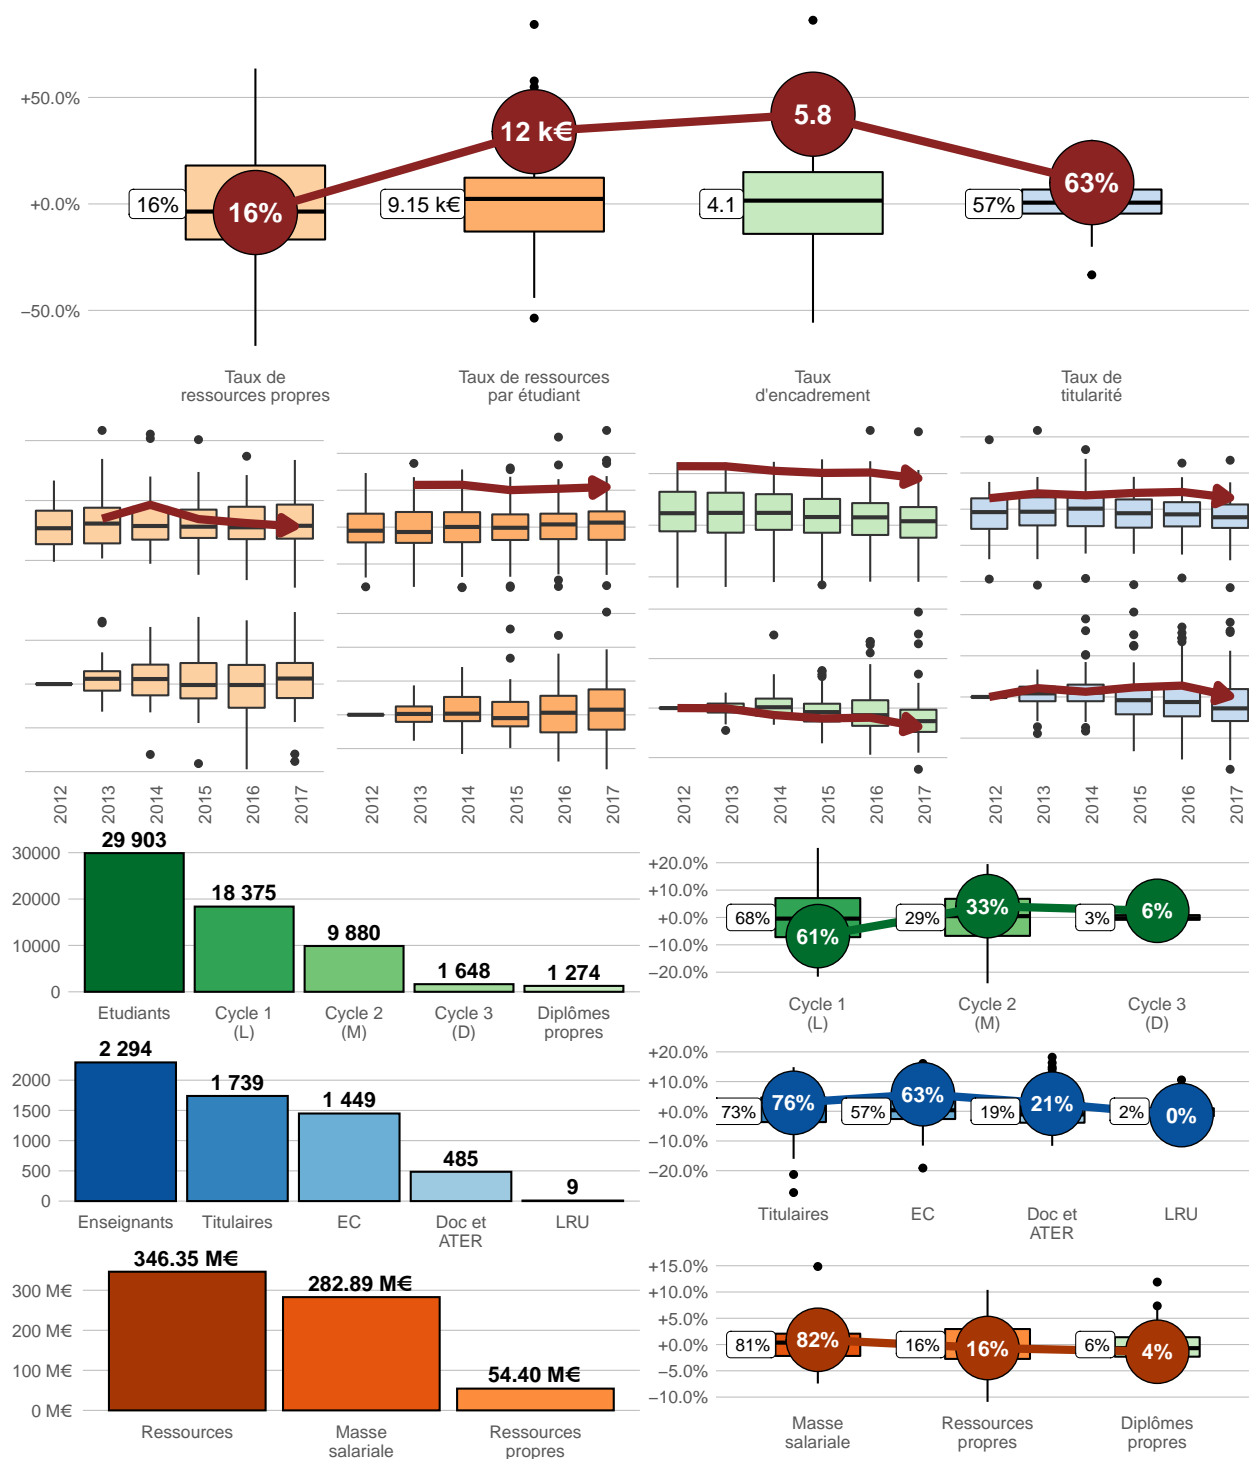 +50.0%
+0.0%
−50.0%
16%
16%
9.15 k€
12 k€
4.1
5.8
57%
63%
Taux de
ressources propres
Taux de ressources
par étudiant
Taux
d'encadrement
Taux de
titularité
2012
2013
2014
2015
2016
2017
2012
2013
2014
2015
2016
2017
2012
2013
2014
2015
2016
2017
2012
2013
2014
2015
2016
2017
30000
20000
10000
0
29 903
18 375
9 880
1 648
1 274
Etudiants
Cycle 1
(L)
Cycle 2
(M)
Cycle 3
(D)
Diplômes
propres
+20.0%
+10.0%
+0.0%
−10.0%
−20.0%
68%
61%
29%
33%
3%
6%
Cycle 1
(L)
Cycle 2
(M)
Cycle 3
(D)
2000
1500
1000
500
0
2 294
1 739
1 449
485
9
Enseignants
Titulaires
EC
Doc et
ATER
LRU
+20.0%
+10.0%
+0.0%
−10.0%
−20.0%
73%
76%
57%
63%
19%
21%
2%
0%
Titulaires
EC
Doc et
ATER
LRU
300 M€
200 M€
100 M€
0 M€
346.35 M€
282.89 M€
54.40 M€
Ressources
Masse
salariale
Ressources
propres
+15.0%
+10.0%
+5.0%
+0.0%
−5.0%
−10.0%
81%
82%
16%
16%
6%
4%
Masse
salariale
Ressources
propres
Diplômes
propres